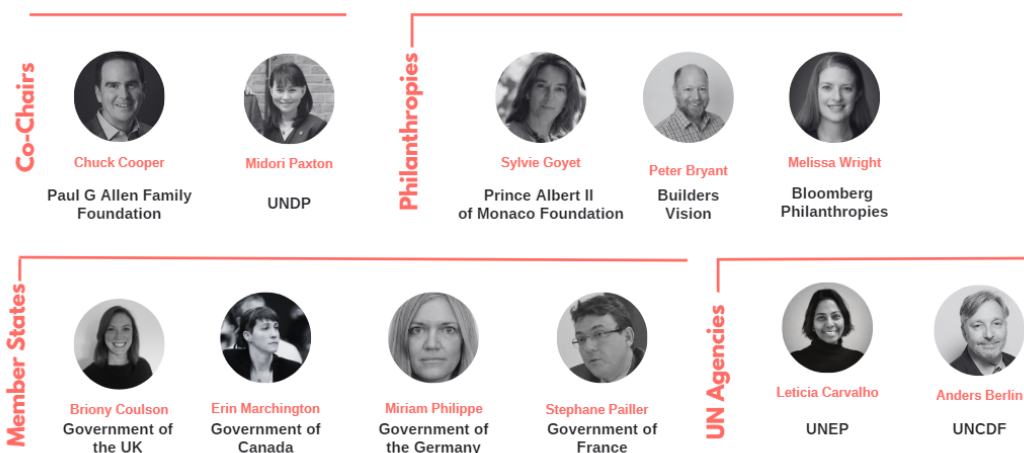 Co-Chairs
Chuck Cooper
Paul G Allen Family
Foundation
Midori Paxton
UNDP
Philanthropies
Sylvie Goyet
Prince Albert II
of Monaco Foundation
Peter Bryant
Builders
Vision
Melissa Wright
Bloomberg
Philanthropies
Member States
Briony Coulson
Government of
the UK
Erin Marchington
Government of
Canada
Miriam Philippe
Government of
the Germany
Stephane Pailler
Government of
France
UN Agencies
Leticia Carvalho
UNEP
Anders Berlin
UNCDF